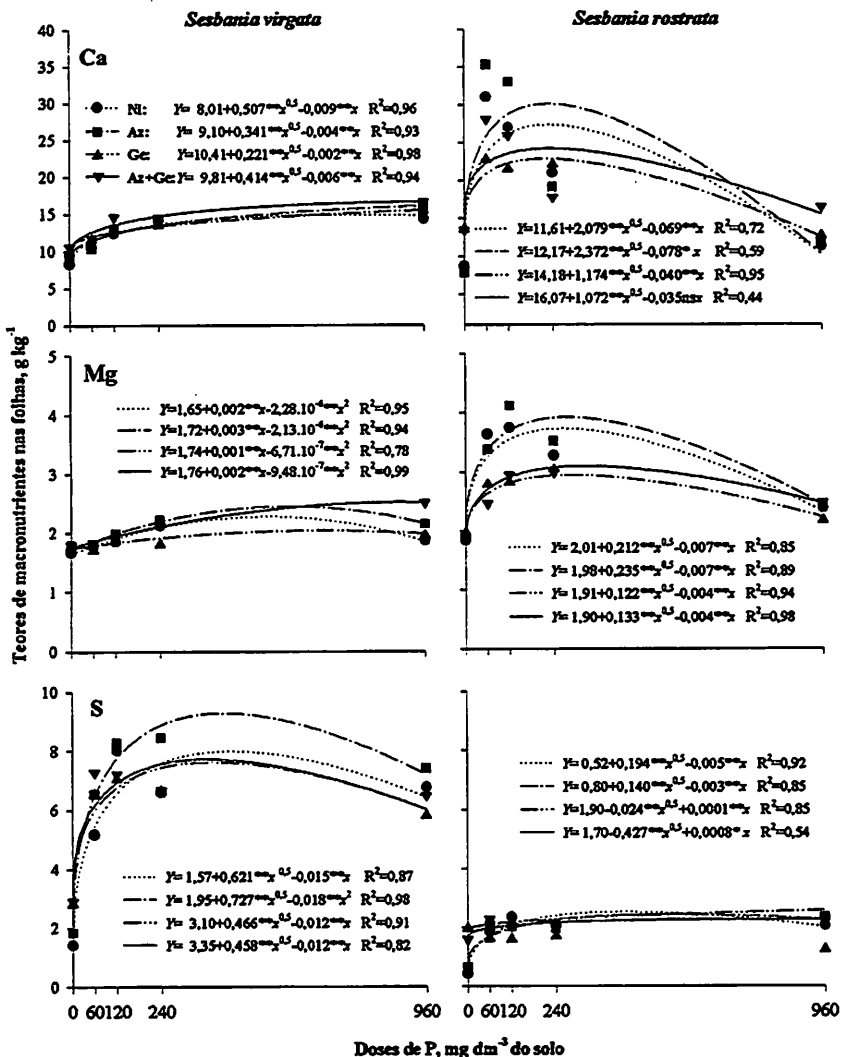 Sesbania virgata
Sesbania rostrata
Ca
40
35
30
25
20
15
10
5
0
Ni: Y= 8,01+0,507**x^0,5-0,009**x R²=0,96
Az: Y= 9,10+0,341**x^0,5-0,004**x R²=0,93
Ge: Y=10,41+0,221**x^0,5-0,002**x R²=0,98
Az+Ge: Y= 9,81+0,414**x^0,5-0,006**x R²=0,94
Y=11,61+2,079**x^0,5-0,069**x R²=0,72
Y=12,17+2,372**x^0,5-0,078* x R²=0,59
Y=14,18+1,174**x^0,5-0,040**x R²=0,95
Y=16,07+1,072**x^0,5-0,035nsx R²=0,44
Teores de macronutrientes nas folhas, g kg⁻¹
Mg
5
4
3
2
1
0
Y=1,65+0,002**x-2,28.10⁻⁶**x² R²=0,95
Y=1,72+0,003**x-2,13.10⁻⁶**x² R²=0,94
Y=1,74+0,001**x-6,71.10⁻⁷**x² R²=0,78
Y=1,76+0,002**x-9,48.10⁻⁷**x² R²=0,99
Y= 2,01+0,212**x^0,5-0,007**x R²=0,85
Y= 1,98+0,235**x^0,5-0,007**x R²=0,89
Y= 1,91+0,122**x^0,5-0,004**x R²=0,94
Y= 1,90+0,133**x^0,5-0,004**x R²=0,98
S
10
8
6
4
2
0
Y= 1,57+0,621**x^0,5-0,015**x R²=0,87
Y= 1,95+0,727**x^0,5-0,018**x² R²=0,98
Y= 3,10+0,466**x^0,5-0,012**x R²=0,91
Y= 3,35+0,458**x^0,5-0,012**x R²=0,82
Y= 0,52+0,194**x^0,5-0,005**x R²=0,92
Y= 0,80+0,140**x^0,5-0,003**x R²=0,85
Y=1,90-0,024**x^0,5+0,0001**x R²=0,85
Y= 1,70-0,427**x^0,5+0,0008* x R²=0,54
0 60 120 240 960
0 60 120 240 960
Doses de P, mg dm⁻³ do solo